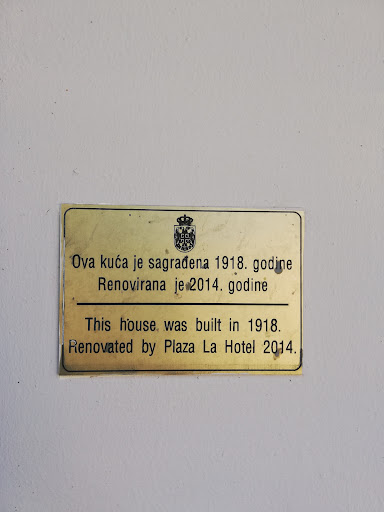 Ova kuća je sagrađena 1918. godine
Renovirana je 2014. godine
This house was built in 1918.
Renovated by Plaza La Hotel 2014.